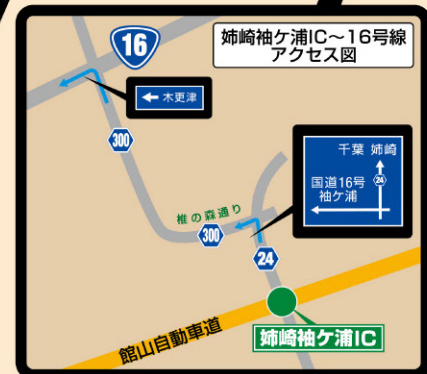 16
姉崎袖ケ浦IC~16号線
アクセス図
← 木更津
300
千葉 姉崎
24
国道16号
袖ケ浦
椎の森通り
300
24
館山自動車道
姉崎袖ケ浦IC